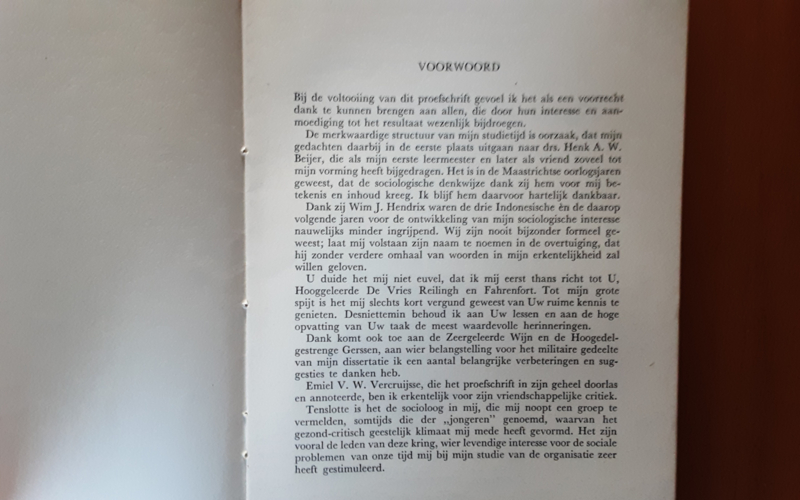 VOORWOORD
Bij de voltooiing van dit proefschrift gevoel ik het als een voorrecht
dank te kunnen brengen aan allen, die door hun interesse en aan-
moediging tot het resultaat wezenlijk bijdroegen.
De merkwaardige structuur van mijn studietijd is oorzaak, dat mijn
gedachten daarbij in de eerste plaats uitgaan naar drs. Henk A. W.
Beijer, die als mijn eerste leermeester en later als vriend zoveel tot
mijn vorming heeft bijgedragen. Het is in de Maastrichtse oorlogsjaren
geweest, dat de sociologische denkwijze dank zij hem voor mij be-
tekenis en inhoud kreeg. Ik blijf hem daarvoor hartelijk dankbaar.
Dank zij Wim J. Hendrix waren de drie Indonesische èn de daarop
volgende jaren voor de ontwikkeling van mijn sociologische interesse
nauwelijks minder ingrijpend. Wij zijn nooit bijzonder formeel ge-
weest; laat mij volstaan zijn naam te noemen in de overtuiging, dat
hij zonder verdere omhaal van woorden in mijn erkentelijkheid zal
willen geloven.
U duide het mij niet euvel, dat ik mij eerst thans richt tot U,
Hooggeleerde De Vries Reilingh en Fahrenfort. Tot mijn grote
spijt is het mij slechts kort vergund geweest van Uw ruime kennis te
genieten. Desniettemin behoud ik aan Uw lessen en aan de hoge
opvatting van Uw taak de meest waardevolle herinneringen.
Dank komt ook toe aan de Zeergeleerde Wijn en de Hoogedel-
gestrenge Gerssen, aan wier belangstelling voor het militaire gedeelte
van mijn dissertatie ik een aantal belangrijke verbeteringen en sug-
gesties te danken heb.
Emiel V. W. Vercruijsse, die het proefschrift in zijn geheel doorlas
en annoteerde, ben ik erkentelijk voor zijn vriendschappelijke critiek.
Tenslotte is het de socioloog in mij, die mij noopt een groep te
vermelden, somtijds die der „jongeren” genoemd, waarvan het
gezond-critisch geestelijk klimaat mij mede heeft gevormd. Het zijn
vooral de leden van deze kring, wier levendige interesse voor de sociale
problemen van onze tijd mij bij mijn studie van de organisatie zeer
heeft gestimuleerd.